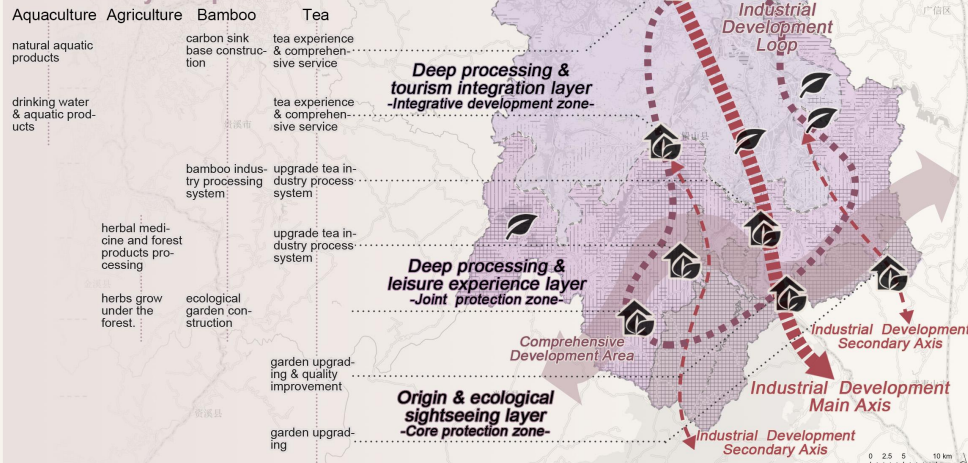 Aquaculture Agriculture Bamboo Tea
natural aquatic
products
drinking water
& aquatic prod-
ucts
herbal medi-
cine and forest
products pro-
cessing
herbs grow
under the
forest.
carbon sink
base construc-
tion
bamboo indus-
try processing
system
ecological
garden con-
struction
tea experience
& comprehen-
sive service
tea experience
& comprehen-
sive service
upgrade tea in-
dustry process
system
upgrade tea in-
dustry process
system
garden upgrad-
ing & quality
improvement
garden upgrad-
ing
Deep processing &
tourism integration layer
-Integrative development zone-
Deep processing &
leisure experience layer
-Joint protection zone-
Origin & ecological
sightseeing layer
-Core protection zone-
Industrial
Development
Loop
Comprehensive
Development Area
Industrial Development
Secondary Axis
Industrial Development
Main Axis
Industrial Development
Secondary Axis
广信区
贵溪市
0 2.5 5 10 km